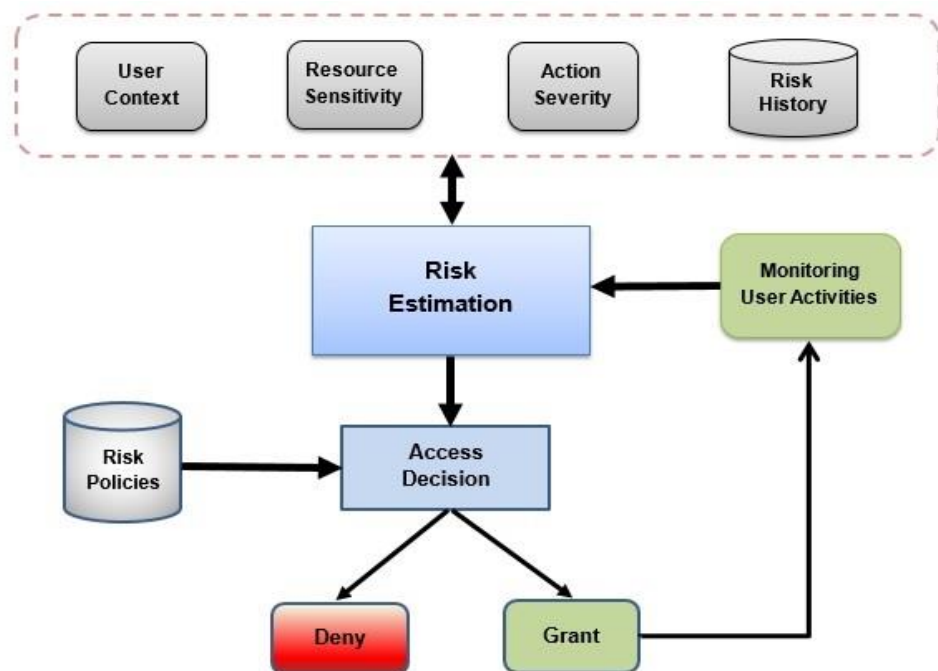 User
Context
Resource
Sensitivity
Action
Severity
Risk
History
Risk
Estimation
Monitoring
User Activities
Risk
Policies
Access
Decision
Deny
Grant